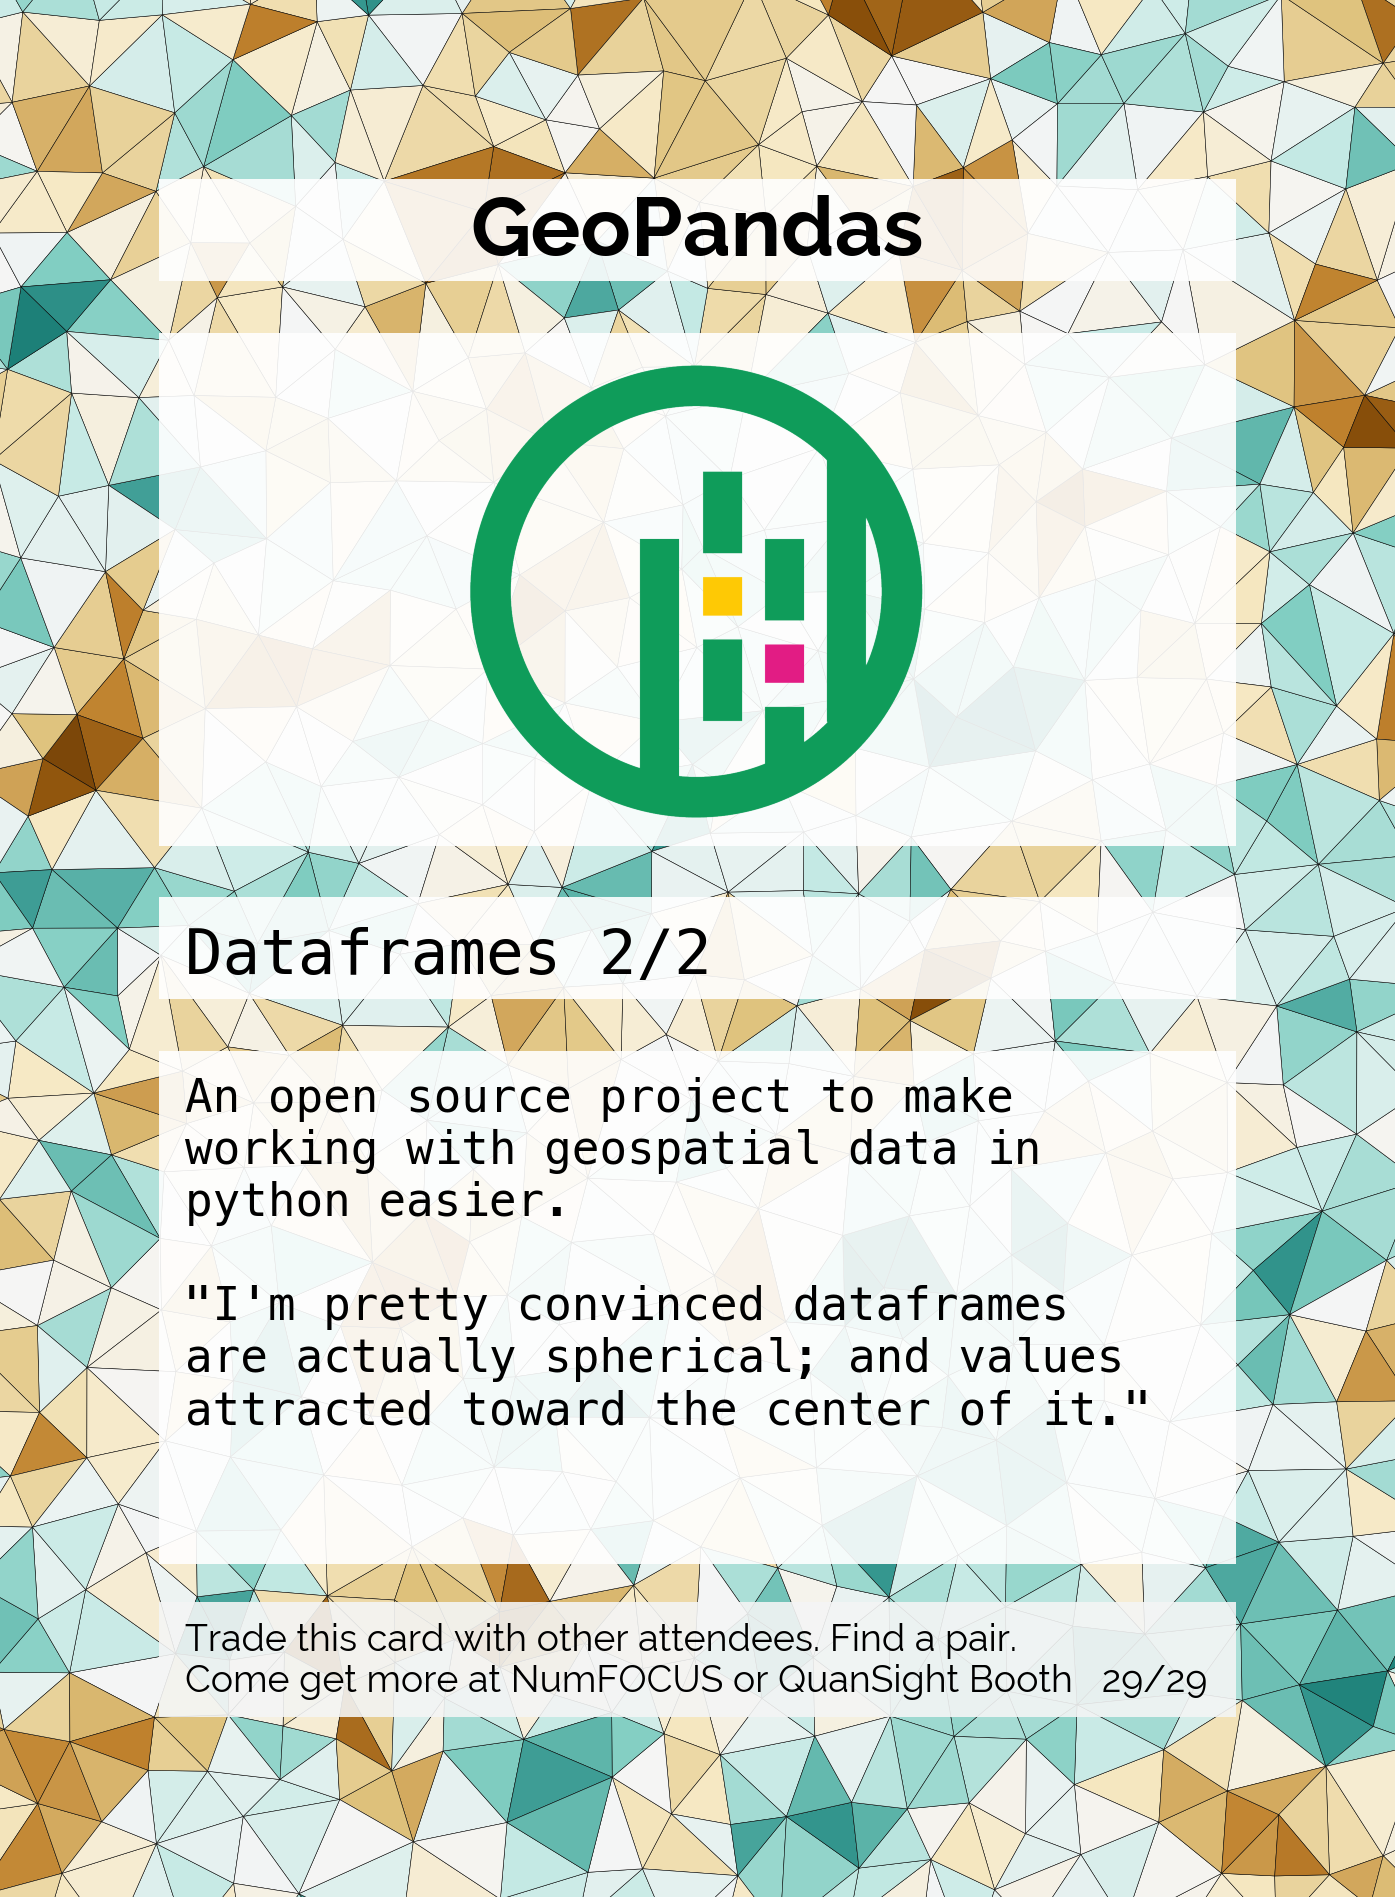 GeoPandas
Dataframes 2/2
An open source project to make
working with geospatial data in
python easier.
"I'm pretty convinced dataframes
are actually spherical; and values
attracted toward the center of it."
Trade this card with other attendees. Find a pair.
Come get more at NumFOCUS or QuanSight Booth 29/29